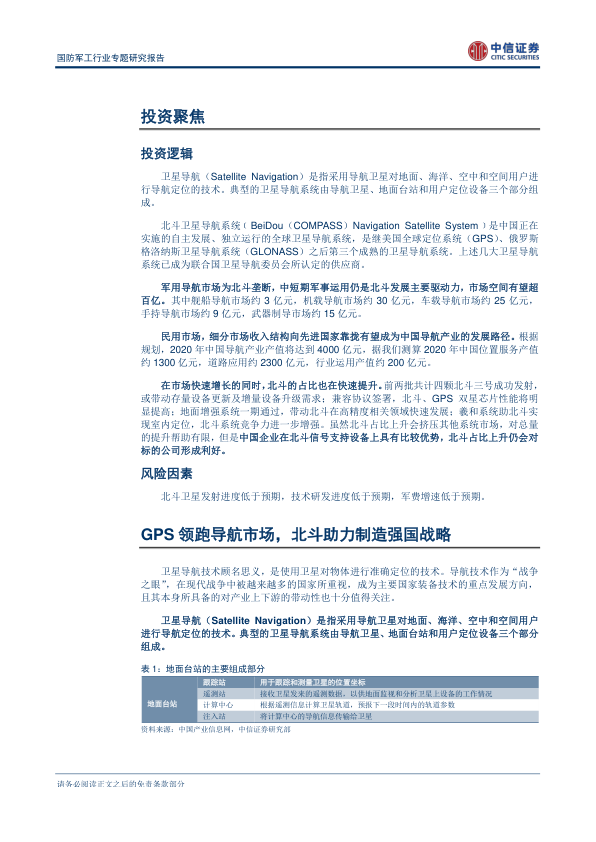 国防军工行业专题研究报告
中信证券
CITIC SECURITIES
投资聚焦
投资逻辑
卫星导航（Satellite Navigation）是指采用导航卫星对地面、海洋、空中和空间用户进
行导航定位的技术。典型的卫星导航系统由导航卫星、地面台站和用户定位设备三个部分组
成。
北斗卫星导航系统﹝BeiDou（COMPASS）Navigation Satellite System﹞是中国正在
实施的自主发展、独立运行的全球卫星导航系统，是继美国全球定位系统（GPS）、俄罗斯
格洛纳斯卫星导航系统（GLONASS）之后第三个成熟的卫星导航系统。上述几大卫星导航
系统已成为联合国卫星导航委员会所认定的供应商。
军用导航市场为北斗垄断，中短期军事运用仍是北斗发展主要驱动力，市场空间有望超
百亿。其中舰船导航市场约 3 亿元，机载导航市场约 30 亿元，车载导航市场约 25 亿元，
手持导航市场约 9 亿元，武器制导市场约 15 亿元。
民用市场，细分市场收入结构向先进国家靠拢有望成为中国导航产业的发展路径。根据
规划，2020 年中国导航产业产值将达到 4000 亿元，据我们测算 2020 年中国位置服务产值
约 1300 亿元，道路应用约 2300 亿元，行业运用产值约 200 亿元。
在市场快速增长的同时，北斗的占比也在快速提升。前两批共计四颗北斗三号成功发射，
或带动存量设备更新及增量设备升级需求；兼容协议签署，北斗、GPS 双星芯片性能将明
显提高；地面增强系统一期通过，带动北斗在高精度相关领域快速发展；羲和系统助北斗实
现室内定位，北斗系统竞争力进一步增强。虽然北斗占比上升会挤压其他系统市场，对总量
的提升帮助有限，但是中国企业在北斗信号支持设备上具有比较优势，北斗占比上升仍会对
标的公司形成利好。
风险因素
北斗卫星发射进度低于预期，技术研发进度低于预期，军费增速低于预期。
GPS 领跑导航市场，北斗助力制造强国战略
卫星导航技术顾名思义，是使用卫星对物体进行准确定位的技术。导航技术作为“战争
之眼”，在现代战争中被越来越多的国家所重视，成为主要国家装备技术的重点发展方向，
且其本身所具备的对产业上下游的带动性也十分值得关注。
卫星导航（Satellite Navigation）是指采用导航卫星对地面、海洋、空中和空间用户
进行导航定位的技术。典型的卫星导航系统由导航卫星、地面台站和用户定位设备三个部分
组成。
表 1：地面台站的主要组成部分
跟踪站 用于跟踪和测量卫星的位置坐标
遥测站 接收卫星发来的遥测数据，以供地面监视和分析卫星上设备的工作情况
地面台站
计算中心 根据遥测信息计算卫星轨道，预报下一段时间内的轨道参数
注入站 将计算中心的导航信息传输给卫星
资料来源：中国产业信息网，中信证券研究部
请务必阅读正文之后的免责条款部分